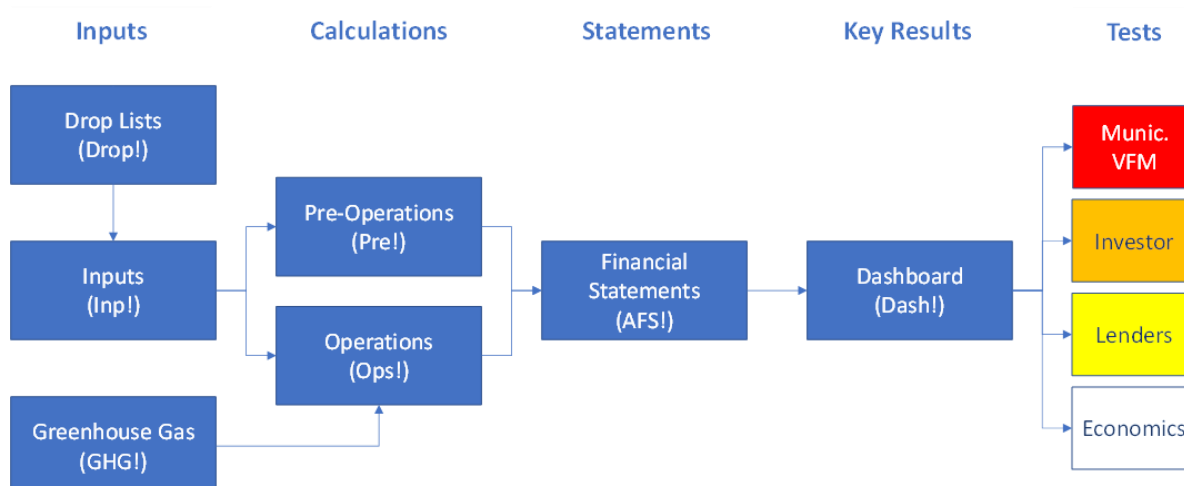 Inputs
Calculations
Statements
Key Results
Tests
Drop Lists
(Drop!)
Inputs
(Inp!)
Greenhouse Gas
(GHG!)
Pre-Operations
(Pre!)
Operations
(Ops!)
Financial
Statements
(AFS!)
Dashboard
(Dash!)
Munic.
VFM
Investor
Lenders
Economics